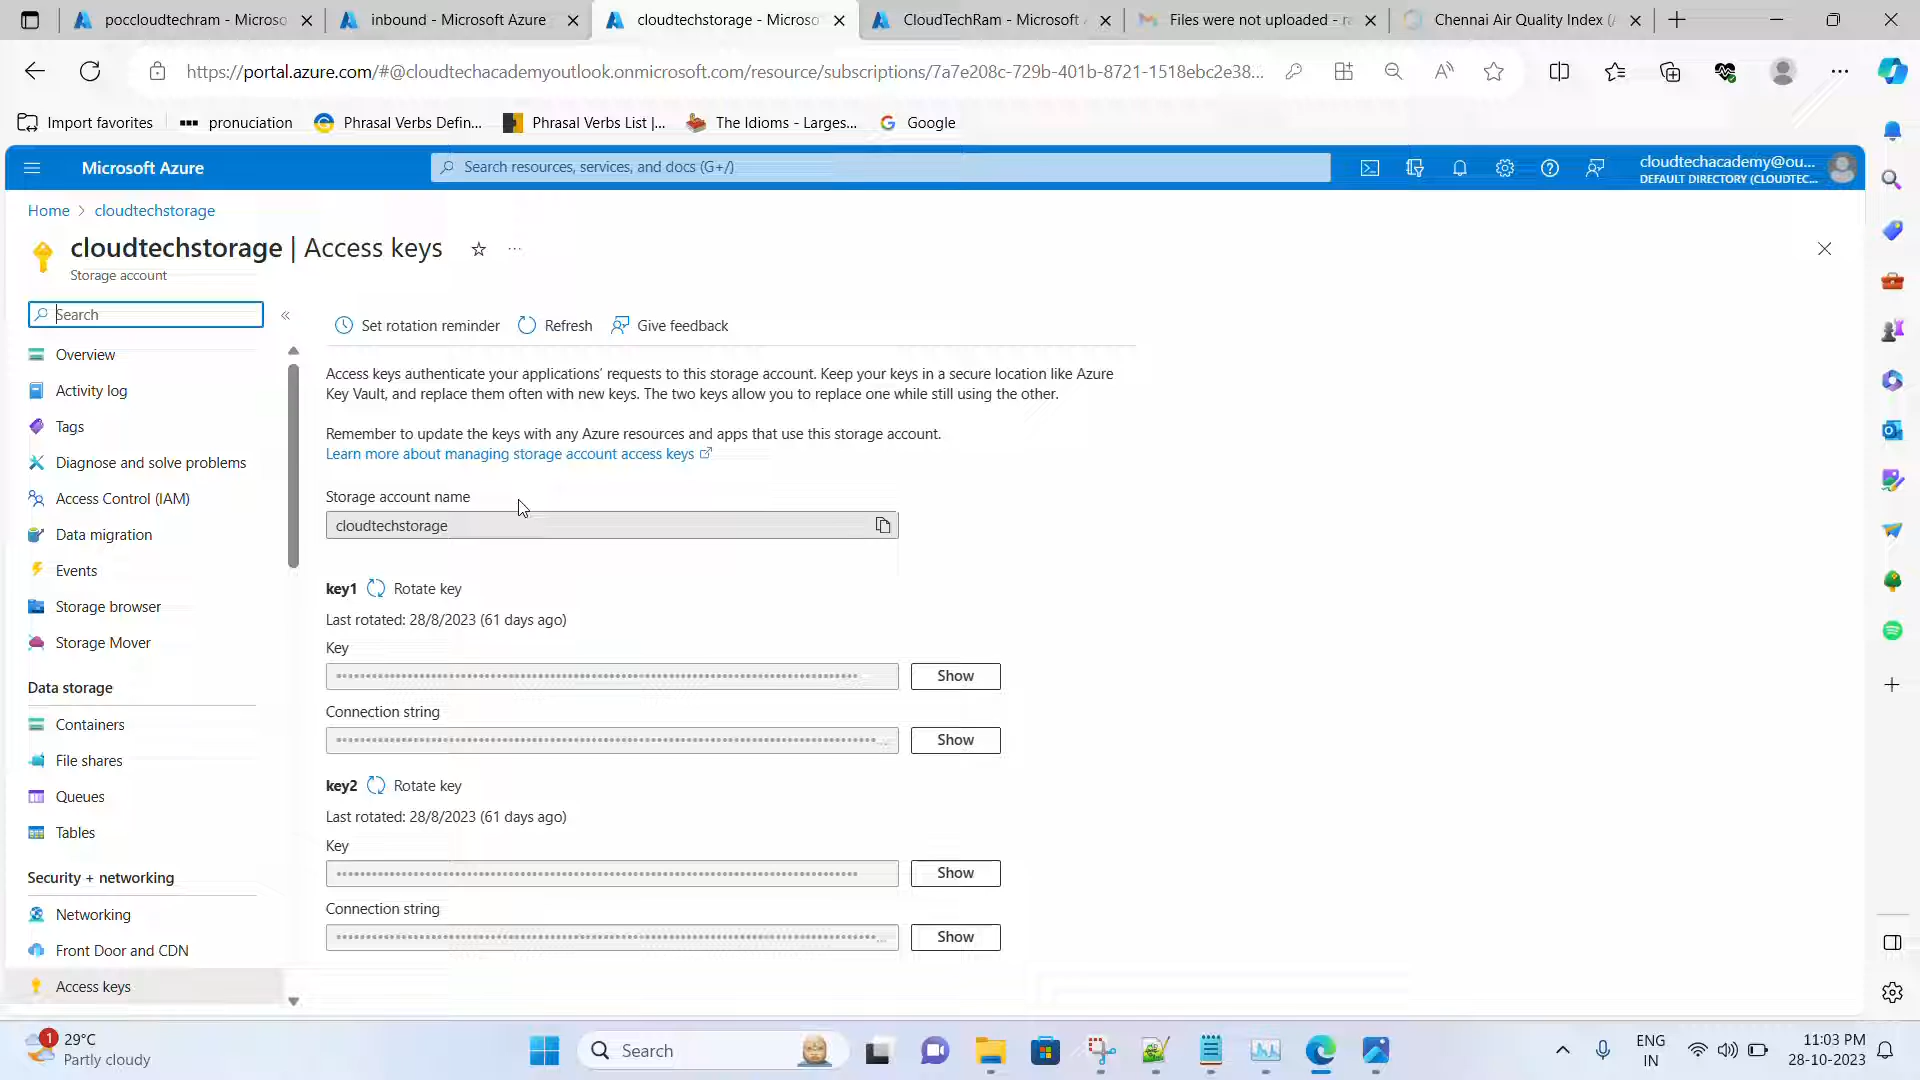 poccloudtechram - Microso
inbound - Microsoft Azure
cloudtechstorage - Microso
CloudTechRam - Microsoft
Files were not uploaded - ra
Chennai Air Quality Index (
https://portal.azure.com/#@cloudtechacademyoutlook.onmicrosoft.com/resource/subscriptions/7a7e208c-729b-401b-8721-1518ebc2e38...
Import favorites
pronuciation
Phrasal Verbs Defin...
Phrasal Verbs List |...
The Idioms - Larges...
Google
Microsoft Azure
Search resources, services, and docs (G+/)
cloudtechacademy@ou...
DEFAULT DIRECTORY (CLOUDTEC...
Home > cloudtechstorage
cloudtechstorage | Access keys
Storage account
Search
Overview
Activity log
Tags
Diagnose and solve problems
Access Control (IAM)
Data migration
Events
Storage browser
Storage Mover
Data storage
Containers
File shares
Queues
Tables
Security + networking
Networking
Front Door and CDN
Access keys
Set rotation reminder
Refresh
Give feedback
Access keys authenticate your applications' requests to this storage account. Keep your keys in a secure location like Azure
Key Vault, and replace them often with new keys. The two keys allow you to replace one while still using the other.
Remember to update the keys with any Azure resources and apps that use this storage account.
Learn more about managing storage account access keys
Storage account name
cloudtechstorage
key1 Rotate key
Last rotated: 28/8/2023 (61 days ago)
Key
Show
Connection string
Show
key2 Rotate key
Last rotated: 28/8/2023 (61 days ago)
Key
Show
Connection string
Show
1
29°C
Partly cloudy
Search
ENG
IN
11:03 PM
28-10-2023